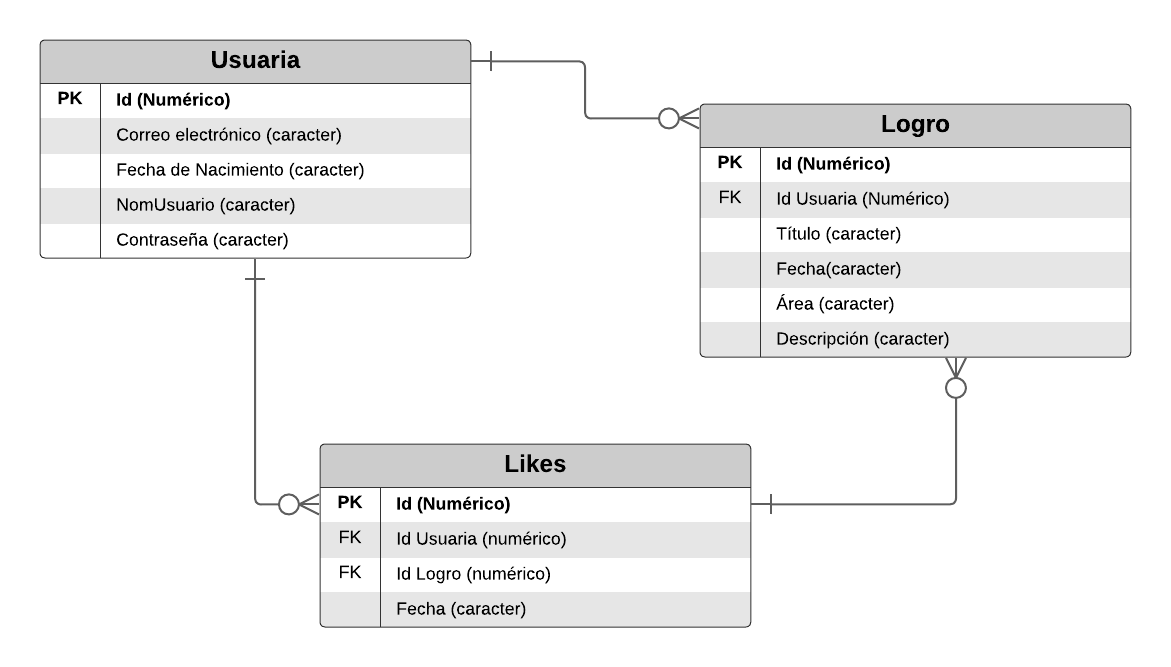 Usuaria
PK Id (Numérico)
Correo electrónico (caracter)
Fecha de Nacimiento (caracter)
NomUsuario (caracter)
Contraseña (caracter)
Logro
PK Id (Numérico)
FK Id Usuaria (Numérico)
Título (caracter)
Fecha(caracter)
Área (caracter)
Descripción (caracter)
Likes
PK Id (Numérico)
FK Id Usuaria (numérico)
FK Id Logro (numérico)
Fecha (caracter)